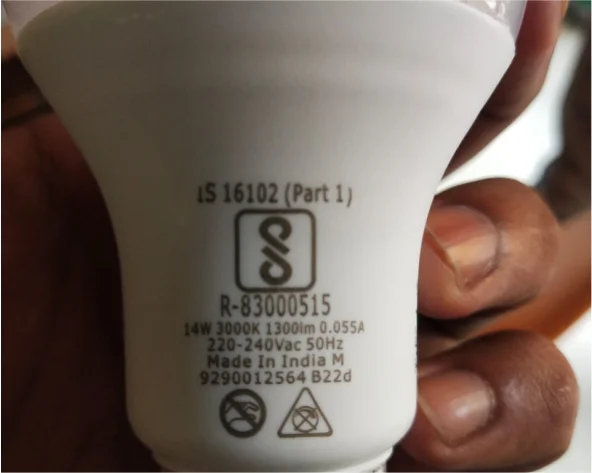 IS 16102 (Part 1)
R-83000515
14W 3000K 1300lm 0.055A
220-240Vac 50Hz
Made In India M
9290012564 B22d